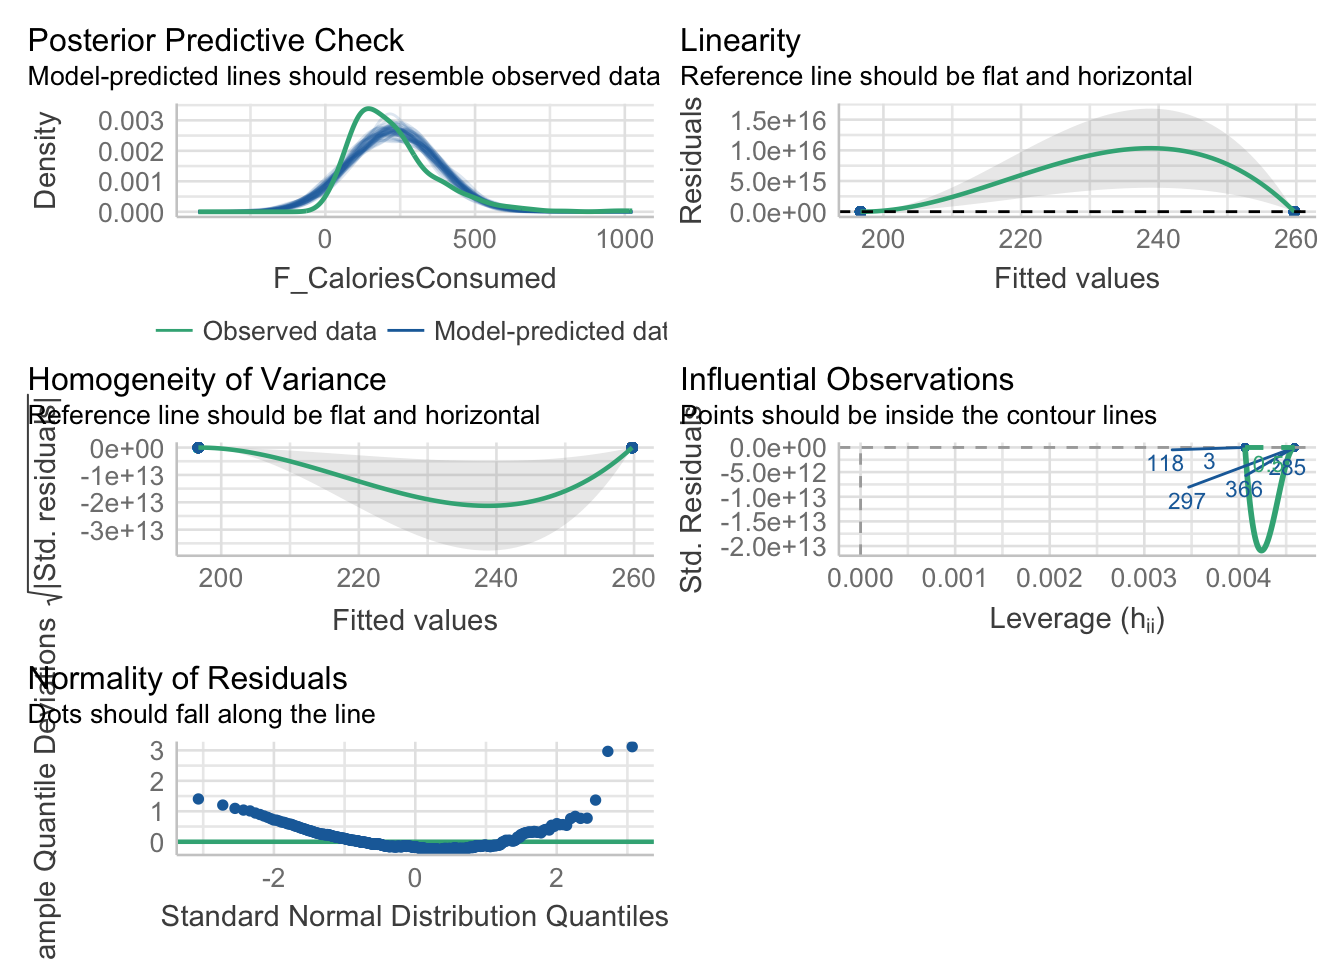 Posterior Predictive Check
Model-predicted lines should resemble observed data
Density
0.003
0.002
0.001
0.000
0 500 1000
F_CaloriesConsumed
Observed data Model-predicted dat
Linearity
Reference line should be flat and horizontal
Residuals
1.5e+16
1.0e+16
5.0e+15
0.0e+00
200 220 240 260
Fitted values
Homogeneity of Variance
Reference line should be flat and horizontal
√|Std. residuals|
0e+00
-1e+13
-2e+13
-3e+13
200 220 240 260
Fitted values
Influential Observations
Points should be inside the contour lines
Std. Residuals
0.0e+00
-5.0e+12
-1.0e+13
-1.5e+13
-2.0e+13
118 3 285
297 366
0.000 0.001 0.002 0.003 0.004
Leverage (hii)
Normality of Residuals
Dots should fall along the line
ample Quantile Deviations
3
2
1
0
-2 0 2
Standard Normal Distribution Quantiles